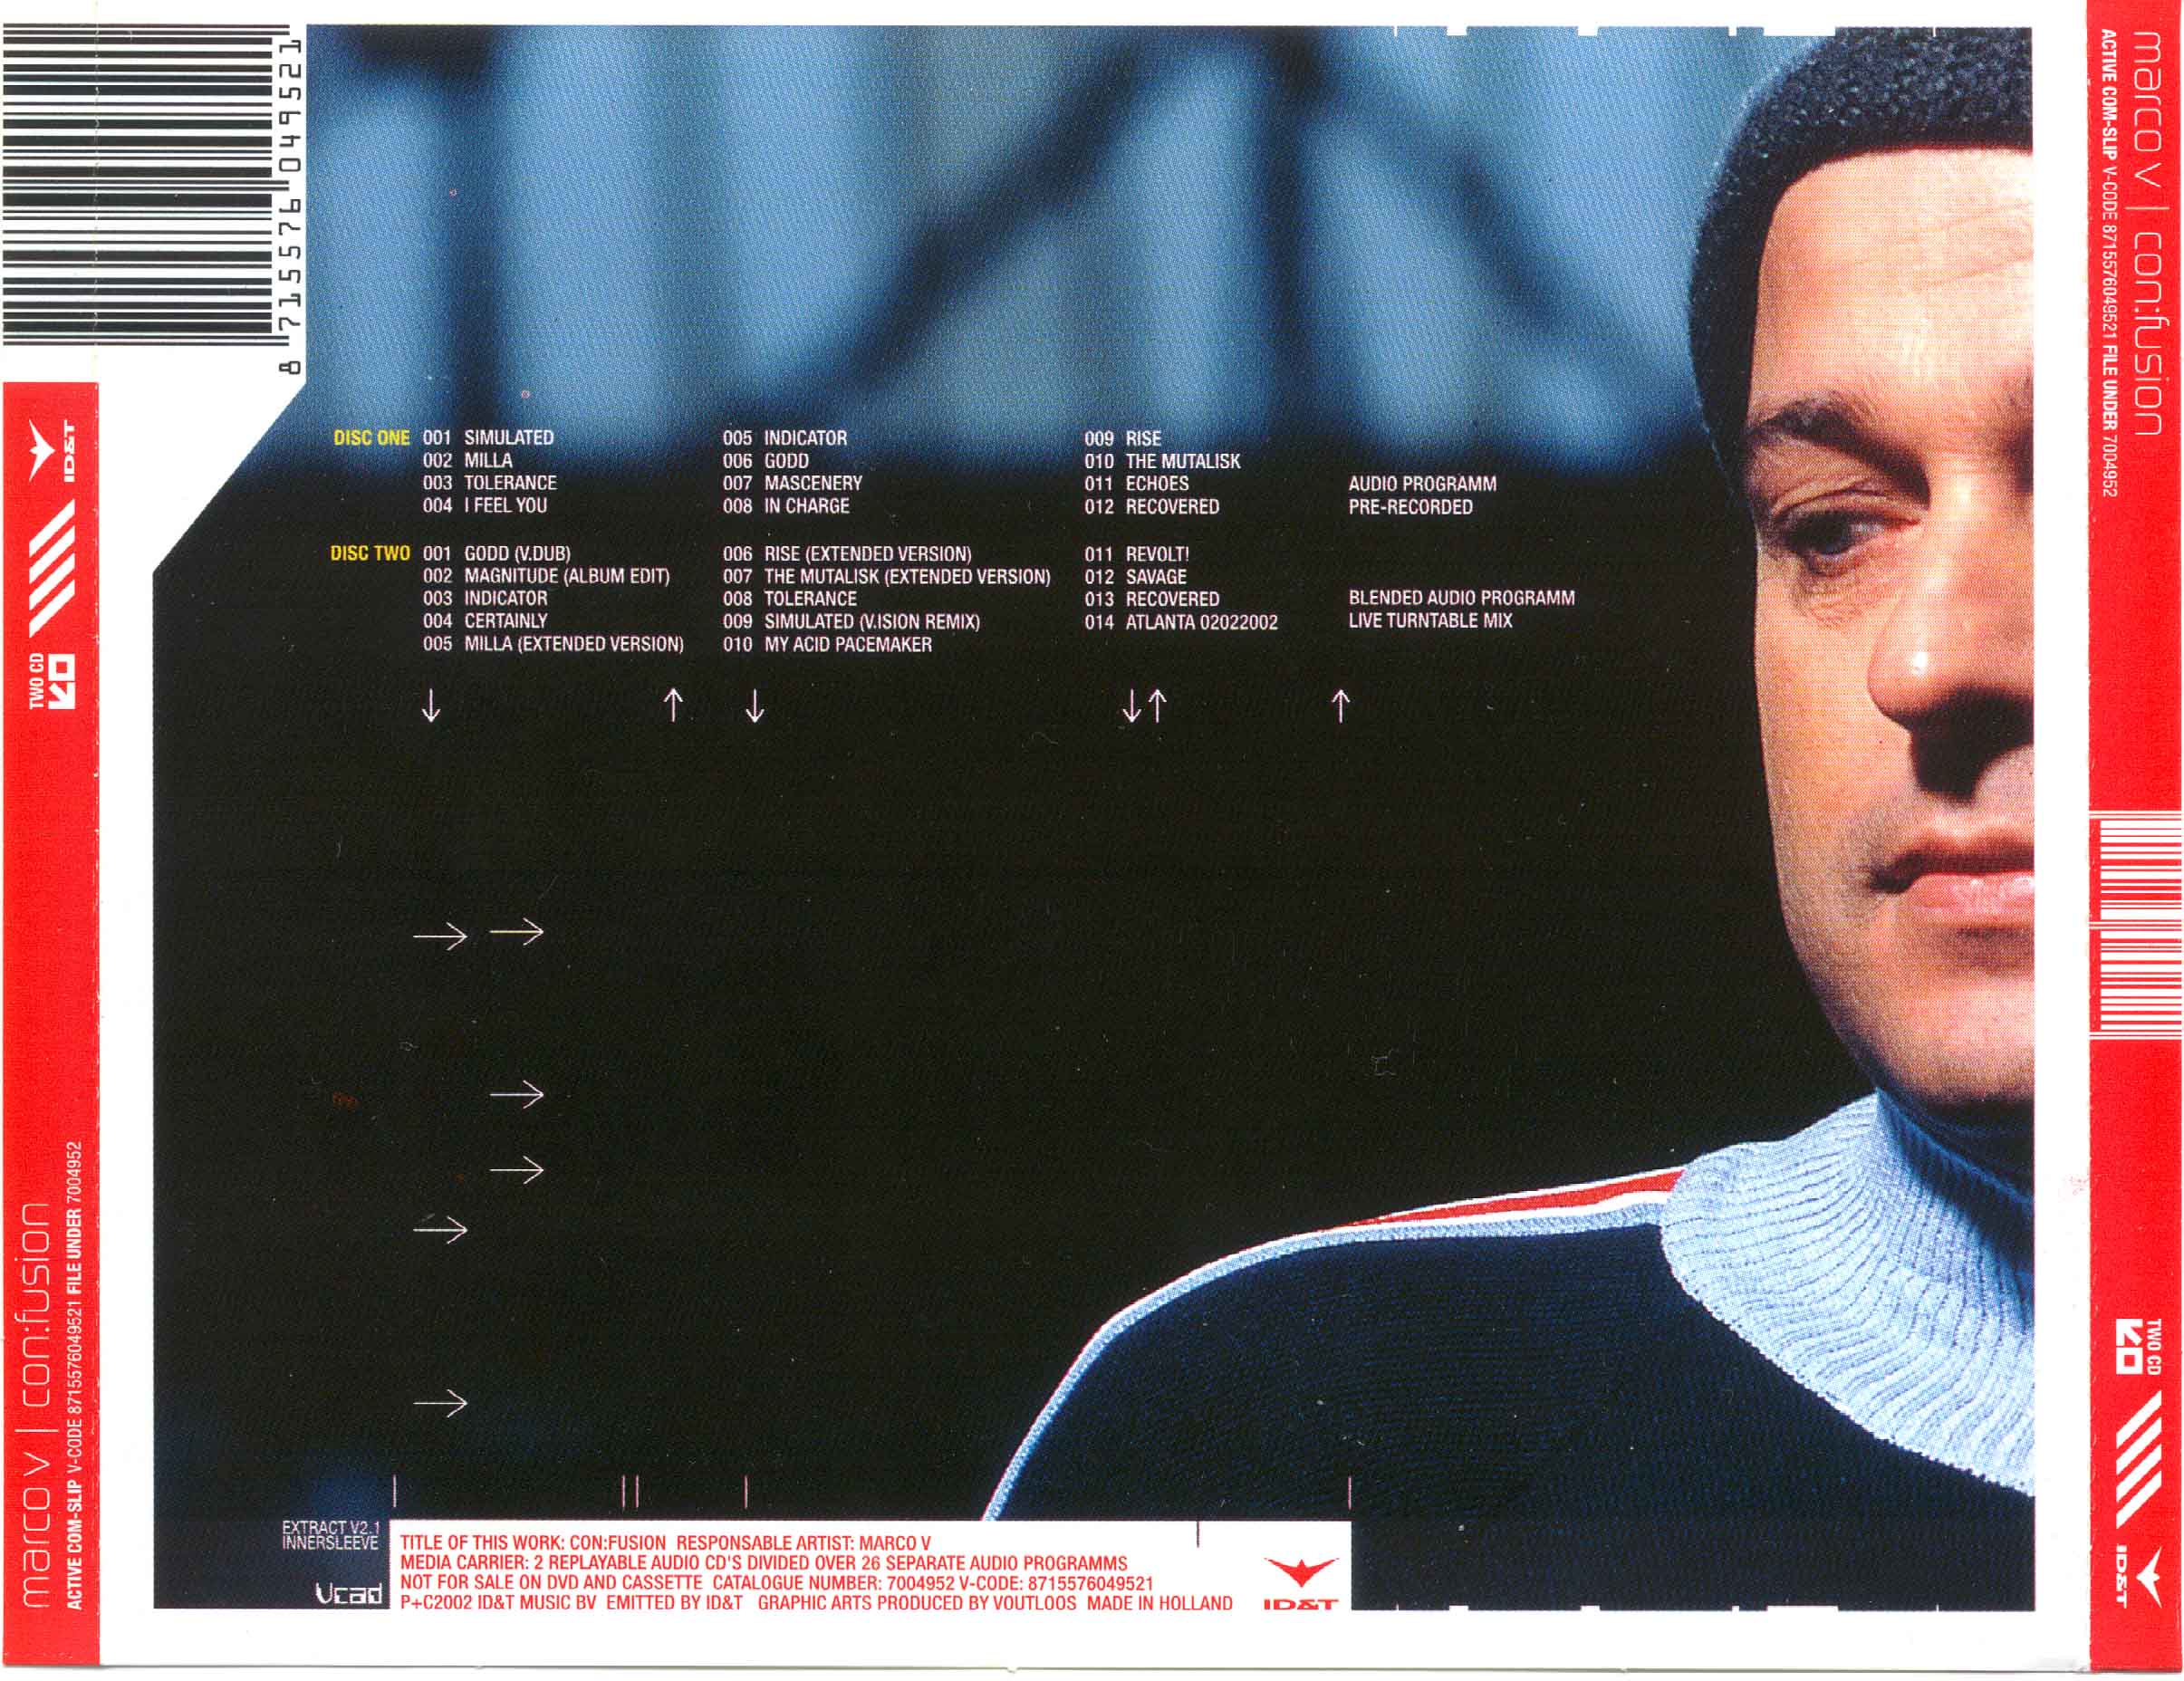 8 715576 049521
ID&T
TWO CD
marco v | con:fusion
ACTIVE COM-SLIP V-CODE 8715576049521 FILE UNDER 7004952
DISC ONE 001 SIMULATED
002 MILLA
003 TOLERANCE
004 I FEEL YOU
005 INDICATOR
006 GODD
007 MASCENERY
008 IN CHARGE
009 RISE
010 THE MUTALISK
011 ECHOES
012 RECOVERED
AUDIO PROGRAMM
PRE-RECORDED
DISC TWO 001 GODD (V.DUB)
002 MAGNITUDE (ALBUM EDIT)
003 INDICATOR
004 CERTAINLY
005 MILLA (EXTENDED VERSION)
006 RISE (EXTENDED VERSION)
007 THE MUTALISK (EXTENDED VERSION)
008 TOLERANCE
009 SIMULATED (V.ISION REMIX)
010 MY ACID PACEMAKER
011 REVOLT!
012 SAVAGE
013 RECOVERED
014 ATLANTA 02022002
BLENDED AUDIO PROGRAMM
LIVE TURNTABLE MIX
EXTRACT V2.1
INNERSLEEVE
Vcad
TITLE OF THIS WORK: CON:FUSION RESPONSABLE ARTIST: MARCO V
MEDIA CARRIER: 2 REPLAYABLE AUDIO CD'S DIVIDED OVER 26 SEPARATE AUDIO PROGRAMMS
NOT FOR SALE ON DVD AND CASSETTE CATALOGUE NUMBER: 7004952 V-CODE: 8715576049521
P+C2002 ID&T MUSIC BV EMITTED BY ID&T GRAPHIC ARTS PRODUCED BY VOUTLOOS MADE IN HOLLAND
ID&T
marco v | con:fusion
ACTIVE COM-SLIP V-CODE 8715576049521 FILE UNDER 7004952
TWO CD
ID&T